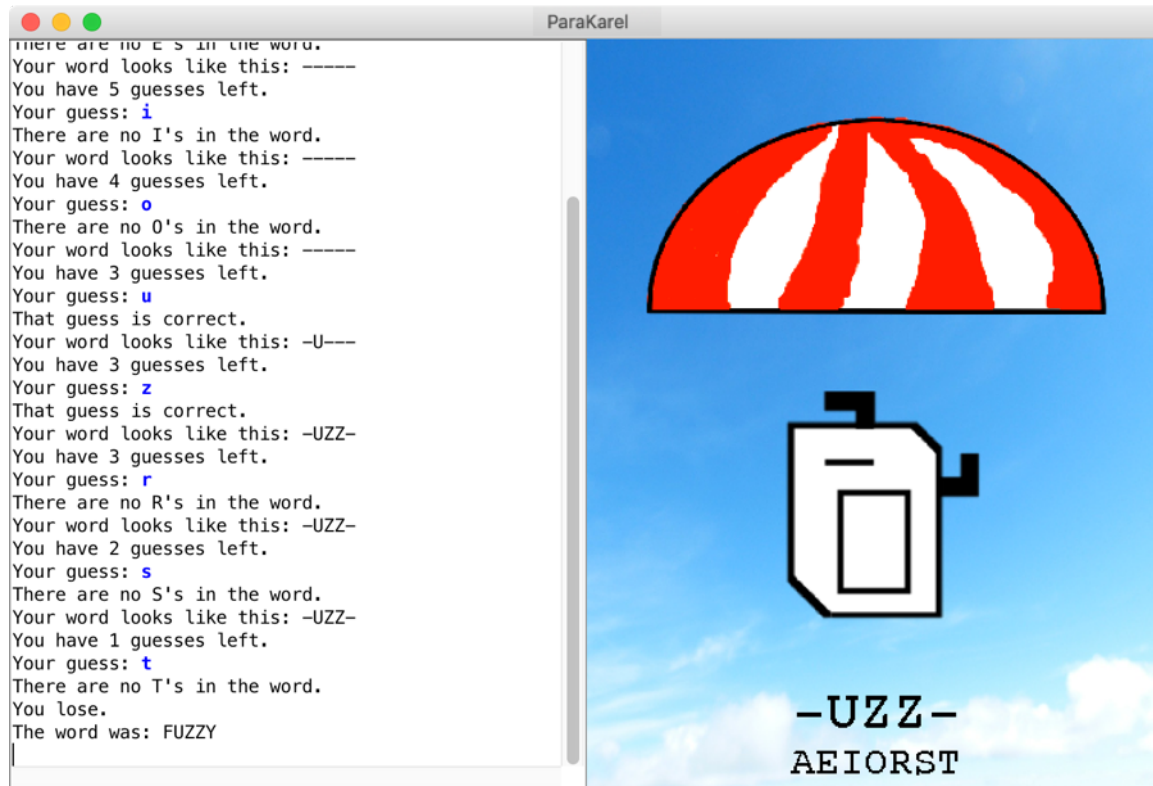 ParaKarel
There are no E's in the word.
Your word looks like this: -----
You have 5 guesses left.
Your guess: i
There are no I's in the word.
Your word looks like this: -----
You have 4 guesses left.
Your guess: o
There are no O's in the word.
Your word looks like this: -----
You have 3 guesses left.
Your guess: u
That guess is correct.
Your word looks like this: -U---
You have 3 guesses left.
Your guess: z
That guess is correct.
Your word looks like this: -UZZ-
You have 3 guesses left.
Your guess: r
There are no R's in the word.
Your word looks like this: -UZZ-
You have 2 guesses left.
Your guess: s
There are no S's in the word.
Your word looks like this: -UZZ-
You have 1 guesses left.
Your guess: t
There are no T's in the word.
You lose.
The word was: FUZZY
-UZZ-
AEIORST